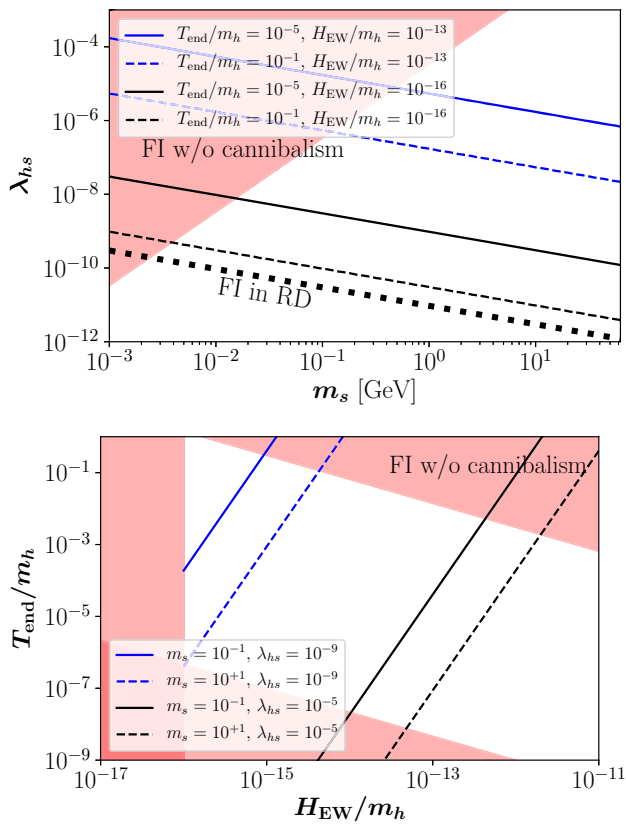 10⁻⁴
10⁻⁶
10⁻⁸
10⁻¹⁰
10⁻¹²
λ_hs
T_end/m_h = 10⁻⁵, H_EW/m_h = 10⁻¹³
T_end/m_h = 10⁻¹, H_EW/m_h = 10⁻¹³
T_end/m_h = 10⁻⁵, H_EW/m_h = 10⁻¹⁶
T_end/m_h = 10⁻¹, H_EW/m_h = 10⁻¹⁶
FI w/o cannibalism
FI in RD
10⁻³ 10⁻² 10⁻¹ 10⁰ 10¹
m_s [GeV]
10⁻¹
10⁻³
10⁻⁵
10⁻⁷
10⁻⁹
T_end/m_h
FI w/o cannibalism
m_s = 10⁻¹, λ_hs = 10⁻⁹
m_s = 10⁺¹, λ_hs = 10⁻⁹
m_s = 10⁻¹, λ_hs = 10⁻⁵
m_s = 10⁺¹, λ_hs = 10⁻⁵
10⁻¹⁷ 10⁻¹⁵ 10⁻¹³ 10⁻¹¹
H_EW/m_h